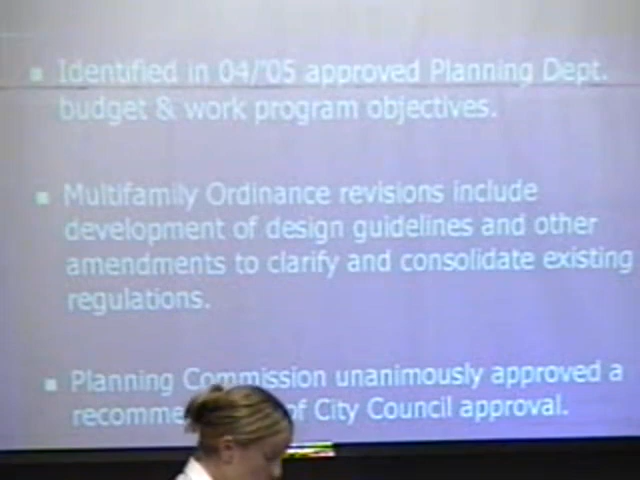 Identified in 04/'05 approved Planning Dept.
budget & work program objectives.
Multifamily Ordinance revisions include
development of design guidelines and other
amendments to clarify and consolidate existing
regulations.
Planning Commission unanimously approved a
of City Council approval.